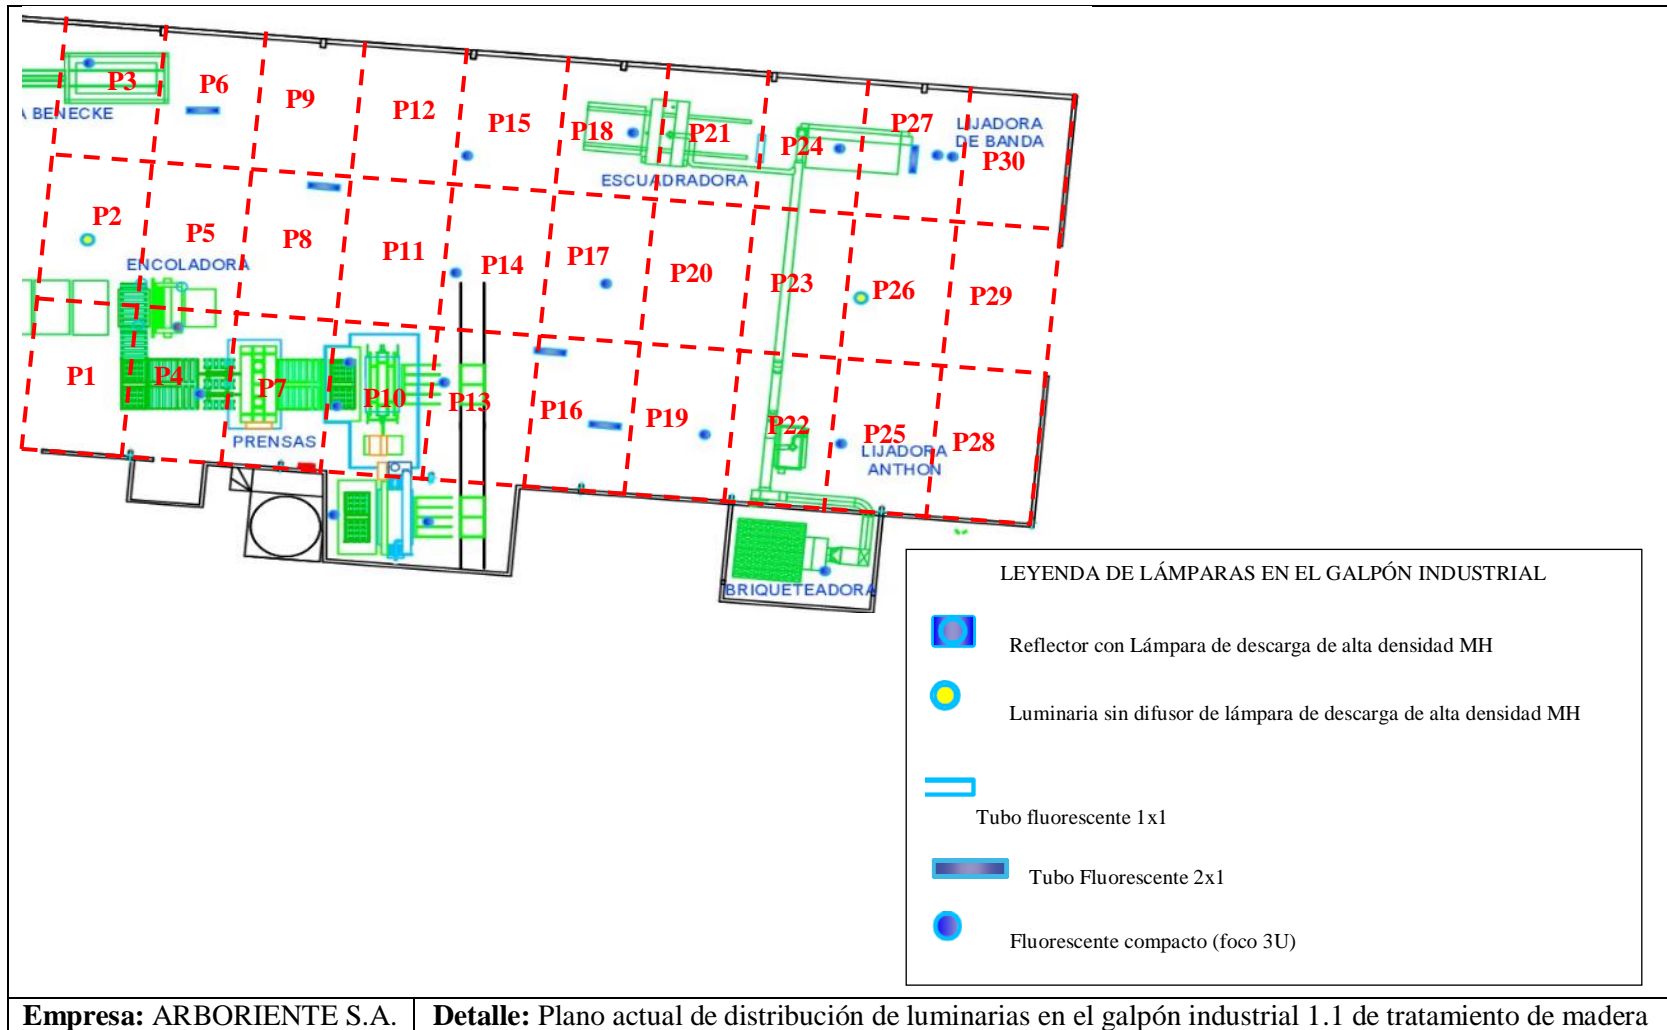 P3
P6
P9
P12
P15
P18
P21
P24
P27
P30
A BENECKE
LIJADORA
DE BANDA
ESCUADRADORA
P2
P5
P8
P11
P14
P17
P20
P23
P26
P29
ENCOLADORA
P1
P4
P7
P10
P13
P16
P19
P22
P25
P28
PRENSAS
LIJADORA
ANTHON
BRIQUETEADORA
LEYENDA DE LÁMPARAS EN EL GALPÓN INDUSTRIAL
Reflector con Lámpara de descarga de alta densidad MH
Luminaria sin difusor de lámpara de descarga de alta densidad MH
Tubo fluorescente 1x1
Tubo Fluorescente 2x1
Fluorescente compacto (foco 3U)
Empresa: ARBORIENTE S.A.
Detalle: Plano actual de distribución de luminarias en el galpón industrial 1.1 de tratamiento de madera